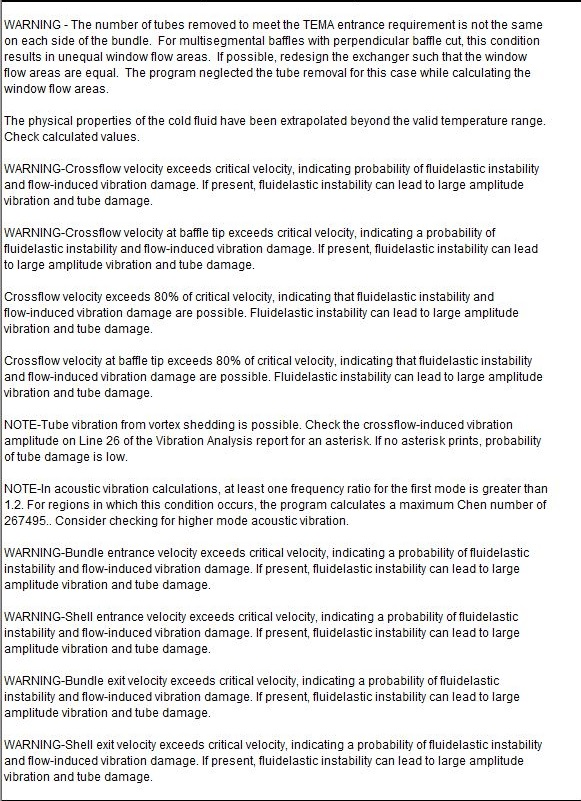 WARNING - The number of tubes removed to meet the TEMA entrance requirement is not the same
on each side of the bundle. For multisegmental baffles with perpendicular baffle cut, this condition
results in unequal window flow areas. If possible, redesign the exchanger such that the window
flow areas are equal. The program neglected the tube removal for this case while calculating the
window flow areas.
The physical properties of the cold fluid have been extrapolated beyond the valid temperature range.
Check calculated values.
WARNING-Crossflow velocity exceeds critical velocity, indicating probability of fluidelastic instability
and flow-induced vibration damage. If present, fluidelastic instability can lead to large amplitude
vibration and tube damage.
WARNING-Crossflow velocity at baffle tip exceeds critical velocity, indicating a probability of
fluidelastic instability and flow-induced vibration damage. If present, fluidelastic instability can lead
to large amplitude vibration and tube damage.
Crossflow velocity exceeds 80% of critical velocity, indicating that fluidelastic instability and
flow-induced vibration damage are possible. Fluidelastic instability can lead to large amplitude
vibration and tube damage.
Crossflow velocity at baffle tip exceeds 80% of critical velocity, indicating that fluidelastic instability
and flow-induced vibration damage are possible. Fluidelastic instability can lead to large amplitude
vibration and tube damage.
NOTE-Tube vibration from vortex shedding is possible. Check the crossflow-induced vibration
amplitude on Line 26 of the Vibration Analysis report for an asterisk. If no asterisk prints, probability
of tube damage is low.
NOTE-In acoustic vibration calculations, at least one frequency ratio for the first mode is greater than
1.2. For regions in which this condition occurs, the program calculates a maximum Chen number of
267495.. Consider checking for higher mode acoustic vibration.
WARNING-Bundle entrance velocity exceeds critical velocity, indicating a probability of fluidelastic
instability and flow-induced vibration damage. If present, fluidelastic instability can lead to large
amplitude vibration and tube damage.
WARNING-Shell entrance velocity exceeds critical velocity, indicating a probability of fluidelastic
instability and flow-induced vibration damage. If present, fluidelastic instability can lead to large
amplitude vibration and tube damage.
WARNING-Bundle exit velocity exceeds critical velocity, indicating a probability of fluidelastic
instability and flow-induced vibration damage. If present, fluidelastic instability can lead to large
amplitude vibration and tube damage.
WARNING-Shell exit velocity exceeds critical velocity, indicating a probability of fluidelastic instability
and flow-induced vibration damage. If present, fluidelastic instability can lead to large amplitude
vibration and tube damage.